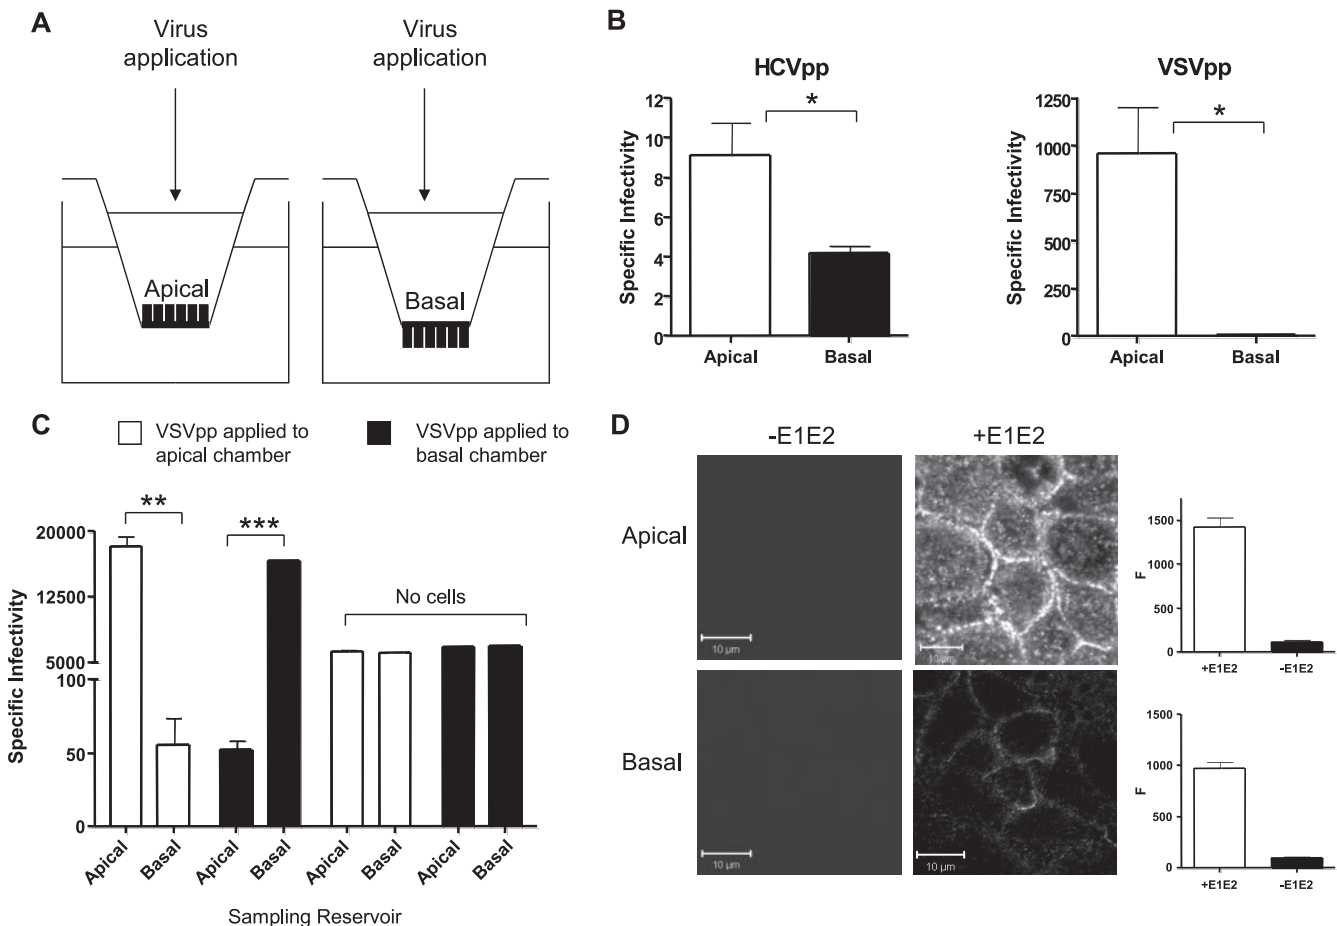 A
Virus
application
Virus
application
Apical
Basal
B
HCVpp
Specific Infectivity
12
10
8
6
4
2
0
*
Apical
Basal
VSVpp
Specific Infectivity
1250
1000
750
500
250
0
*
Apical
Basal
C
VSVpp applied to
apical chamber
VSVpp applied to
basal chamber
Specific Infectivity
20000
12500
5000
100
50
0
**
***
No cells
Apical
Basal
Apical
Basal
Apical
Basal
Apical
Basal
Sampling Reservoir
D
-E1E2
+E1E2
Apical
10 µm
10 µm
F
1500
1000
500
0
+E1E2
-E1E2
Basal
10 µm
10 µm
F
1500
1000
500
0
+E1E2
-E1E2